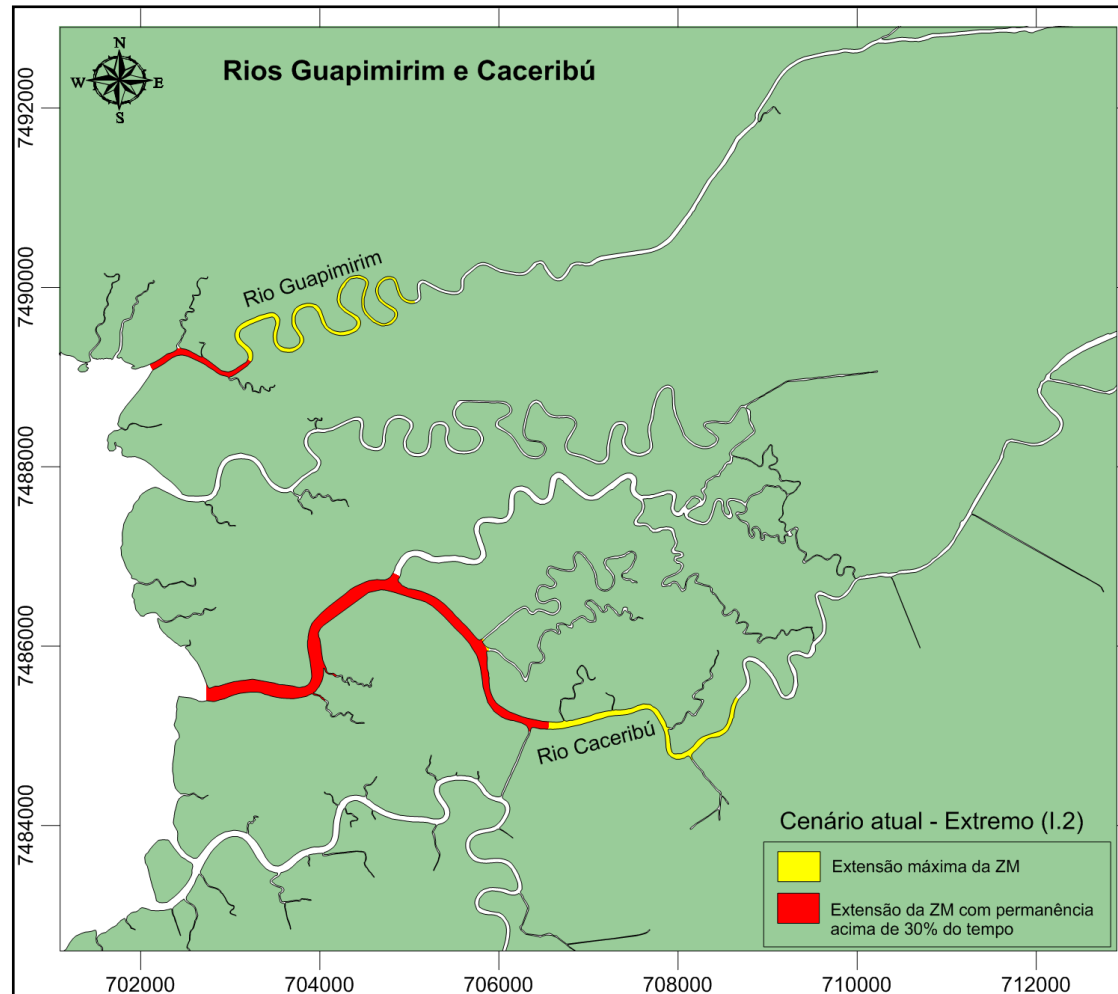 N
Rios Guapimirim e Caceribú
W
E
S
7492000
7490000
7488000
7486000
7484000
Rio Guapimirim
Rio Caceribú
Cenário atual - Extremo (I.2)
Extensão máxima da ZM
Extensão da ZM com permanência
acima de 30% do tempo
702000
704000
706000
708000
710000
712000